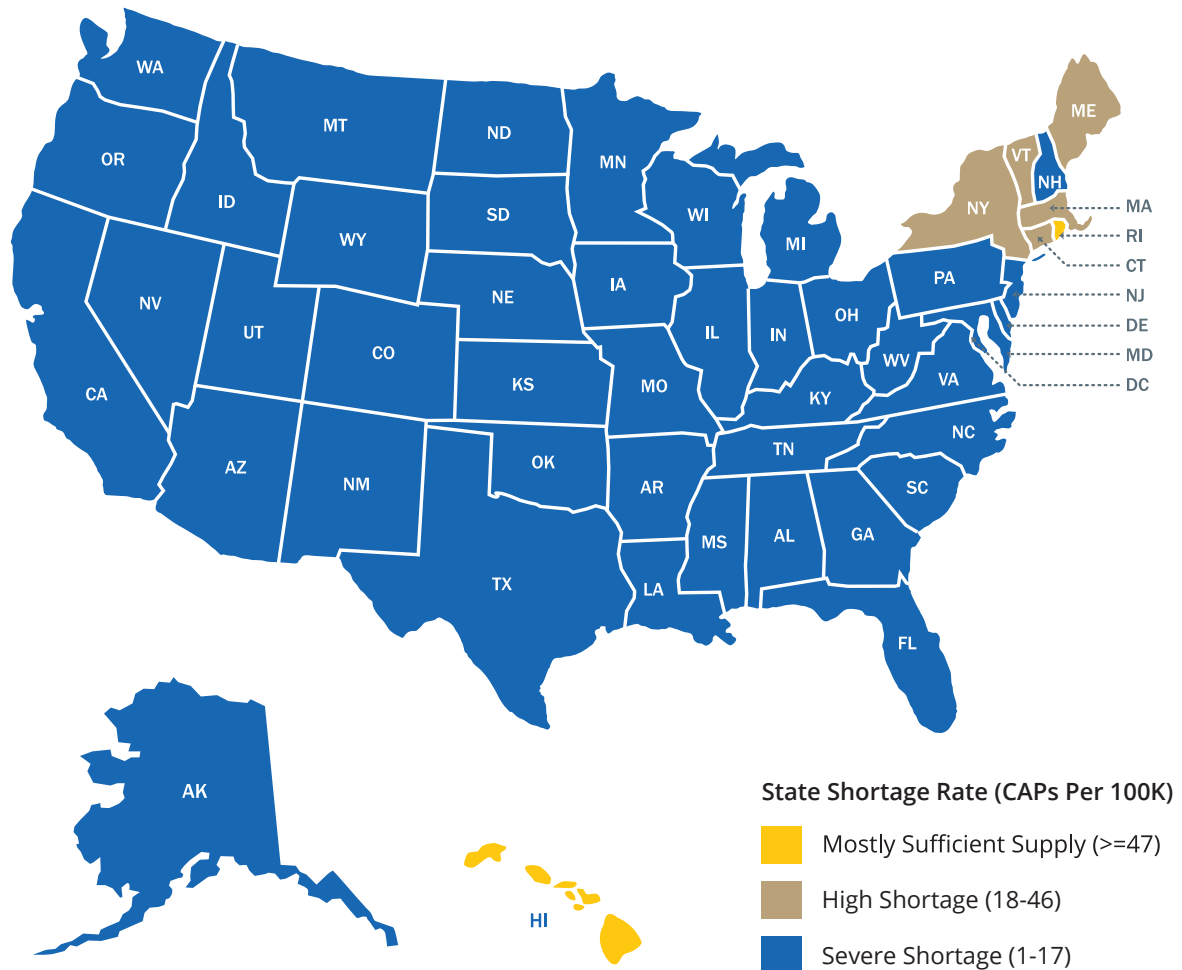 WA
MT
ND
MN
ME
VT
NH
OR
ID
SD
WI
NY
MA
WY
MI
RI
CT
PA
NJ
NV
NE
IA
OH
DE
UT
CO
IL
IN
WV
MD
VA
DC
CA
KS
MO
KY
NC
TN
AZ
NM
OK
AR
SC
MS
AL
GA
TX
LA
FL
AK
HI
State Shortage Rate (CAPs Per 100K)
Mostly Sufficient Supply (>=47)
High Shortage (18-46)
Severe Shortage (1-17)